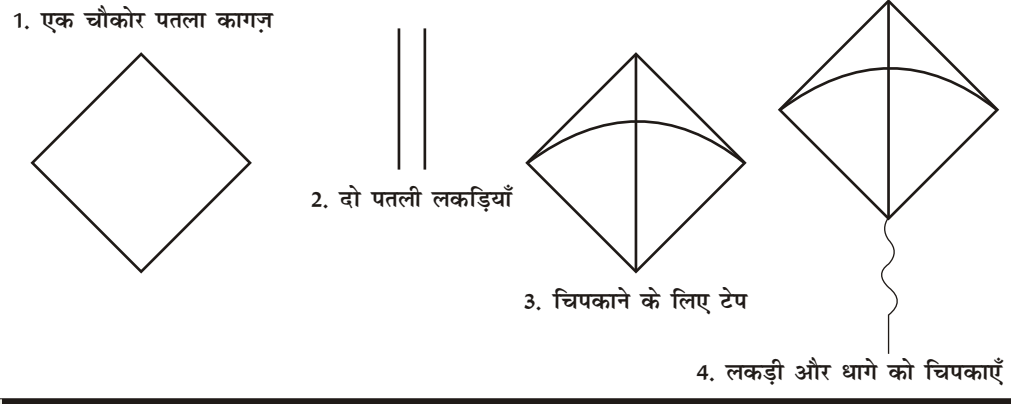 1. एक चौकोर पतला कागज़
2. दो पतली लकड़ियाँ
3. चिपकाने के लिए टेप
4. लकड़ी और धागे को चिपकाएँ